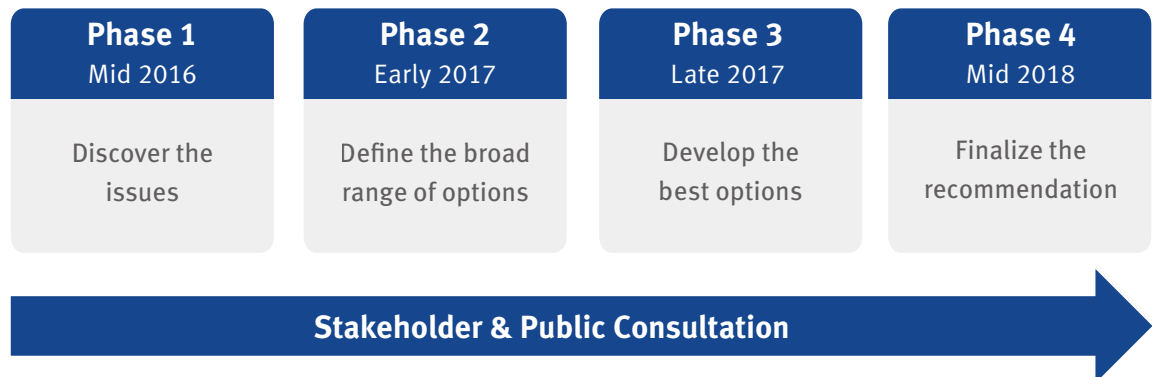 Phase 1
Mid 2016
Discover the
issues
Phase 2
Early 2017
Define the broad
range of options
Phase 3
Late 2017
Develop the
best options
Phase 4
Mid 2018
Finalize the
recommendation
Stakeholder & Public Consultation